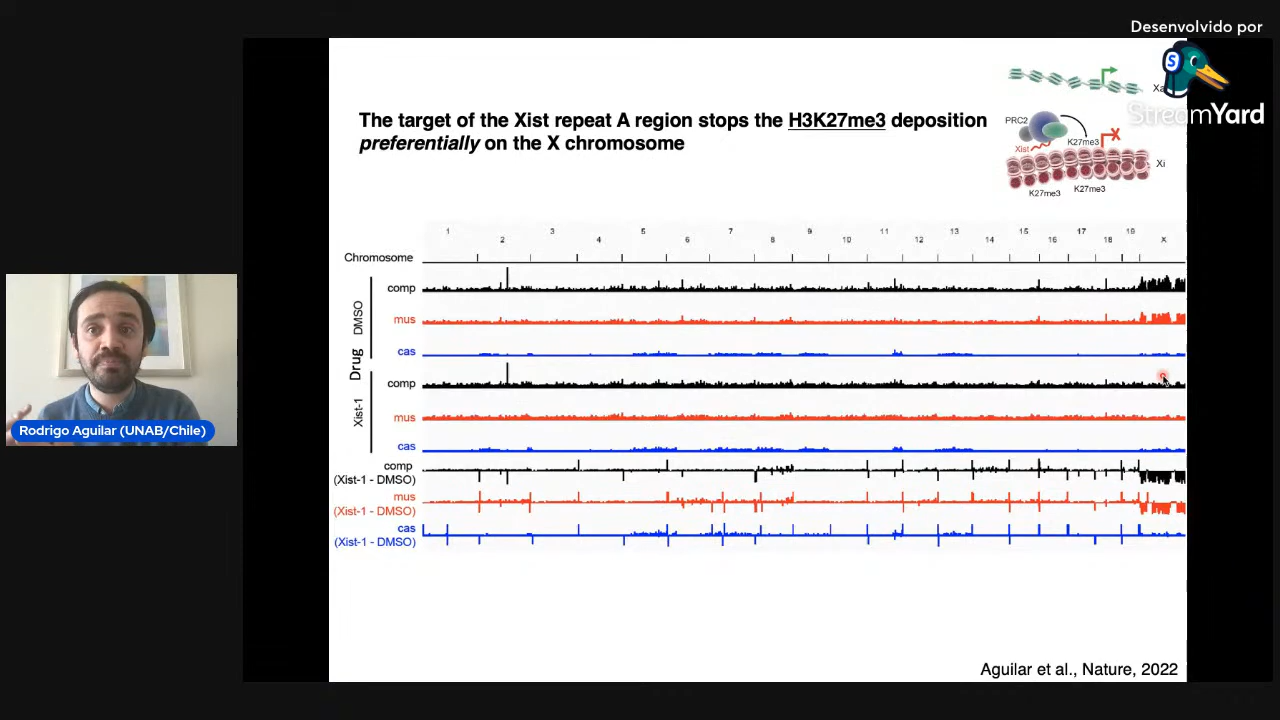 Desenvolvido por
S
StreamYard
The target of the Xist repeat A region stops the H3K27me3 deposition
preferentially on the X chromosome
PRC2
K27me3
Xist
Xi
K27me3
K27me3
1 2 3 4 5 6 7 8 9 10 11 12 13 14 15 16 17 18 19 X
Chromosome
Drug
DMSO
comp
mus
cas
Xist-1
comp
mus
cas
comp
(Xist-1 - DMSO)
mus
(Xist-1 - DMSO)
cas
(Xist-1 - DMSO)
Rodrigo Aguilar (UNAB/Chile)
Aguilar et al., Nature, 2022